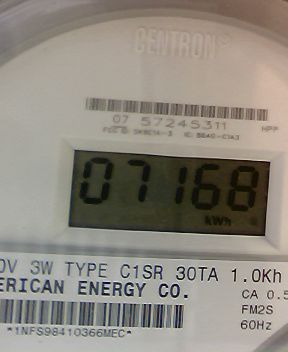 CENTRON®
07 57245311
HPP
07168
kWh
0V 3W TYPE C1SR 30TA 1.0Kh
ERICAN ENERGY CO.
CA 0.5
FM2S
60Hz
*1NFS98410366MEC*